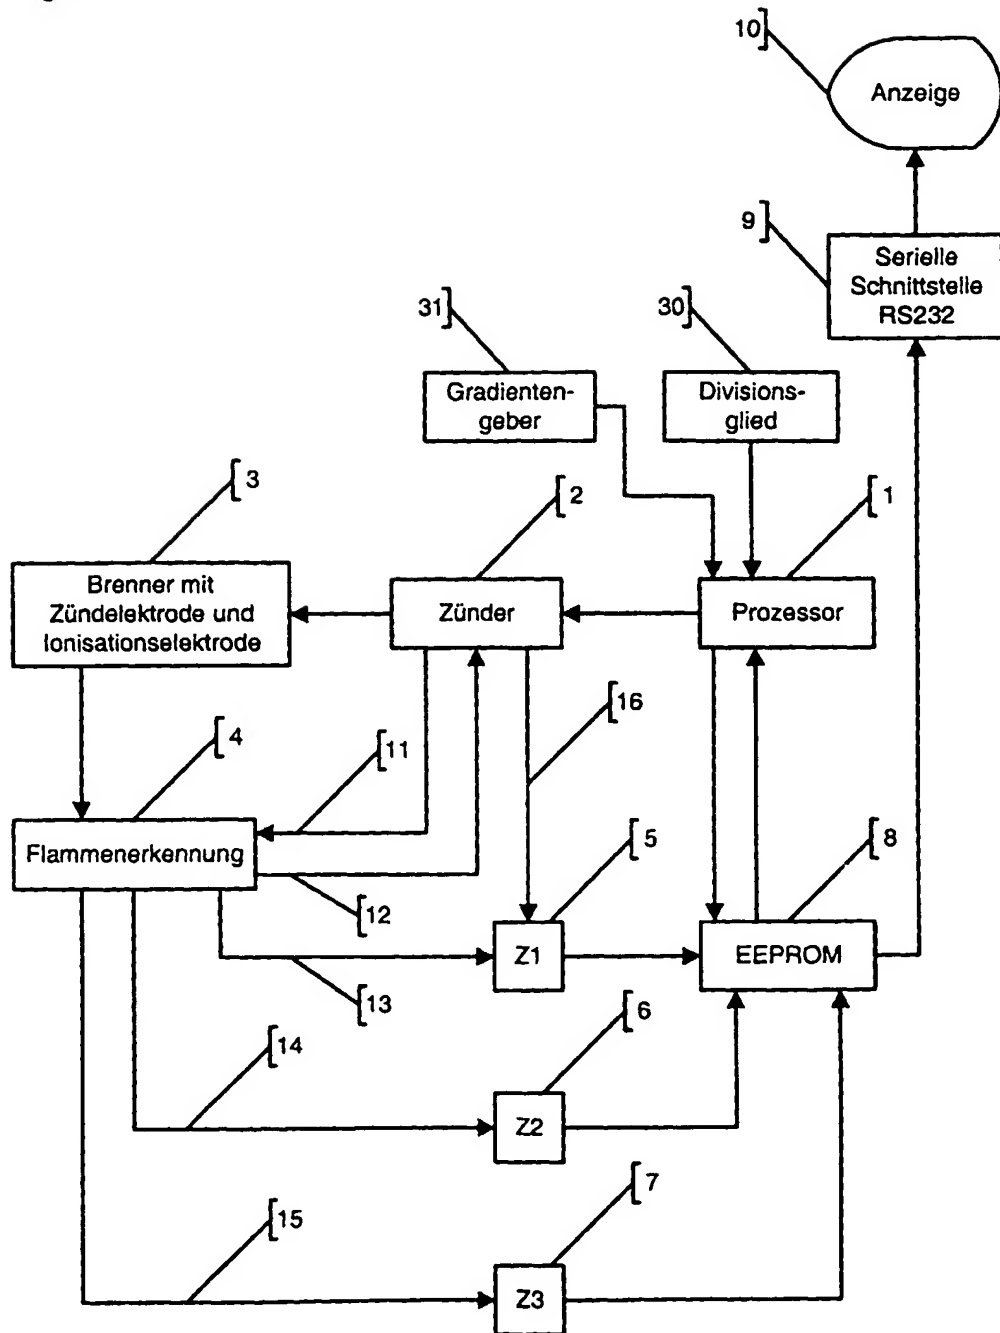 10
Anzeige
9
Serielle
Schnittstelle
RS232
31
30
Gradienten-
geber
Divisions-
glied
3
2
1
Brenner mit
Zündelektrode und
Ionisationselektrode
Zünder
Prozessor
16
4
11
5
8
Flammenerkennung
12
Z1
EEPROM
13
6
14
Z2
7
15
Z3